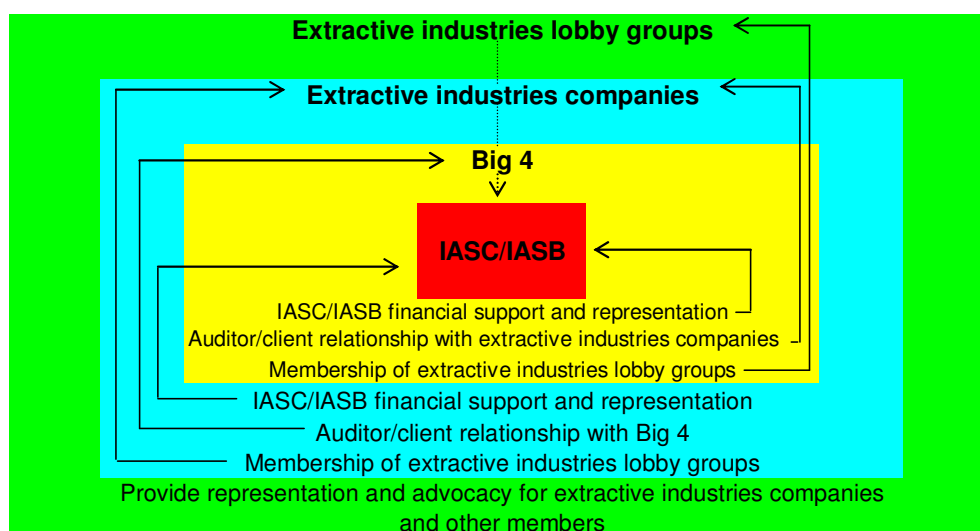 Extractive industries lobby groups
Extractive industries companies
Big 4
IASC/IASB
IASC/IASB financial support and representation
Auditor/client relationship with extractive industries companies
Membership of extractive industries lobby groups
IASC/IASB financial support and representation
Auditor/client relationship with Big 4
Membership of extractive industries lobby groups
Provide representation and advocacy for extractive industries companies
and other members